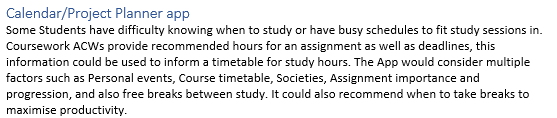 Calendar/Project Planner app
Some Students have difficulty knowing when to study or have busy schedules to fit study sessions in.
Coursework ACWs provide recommended hours for an assignment as well as deadlines, this
information could be used to inform a timetable for study hours. The App would consider multiple
factors such as Personal events, Course timetable, Societies, Assignment importance and
progression, and also free breaks between study. It could also recommend when to take breaks to
maximise productivity.